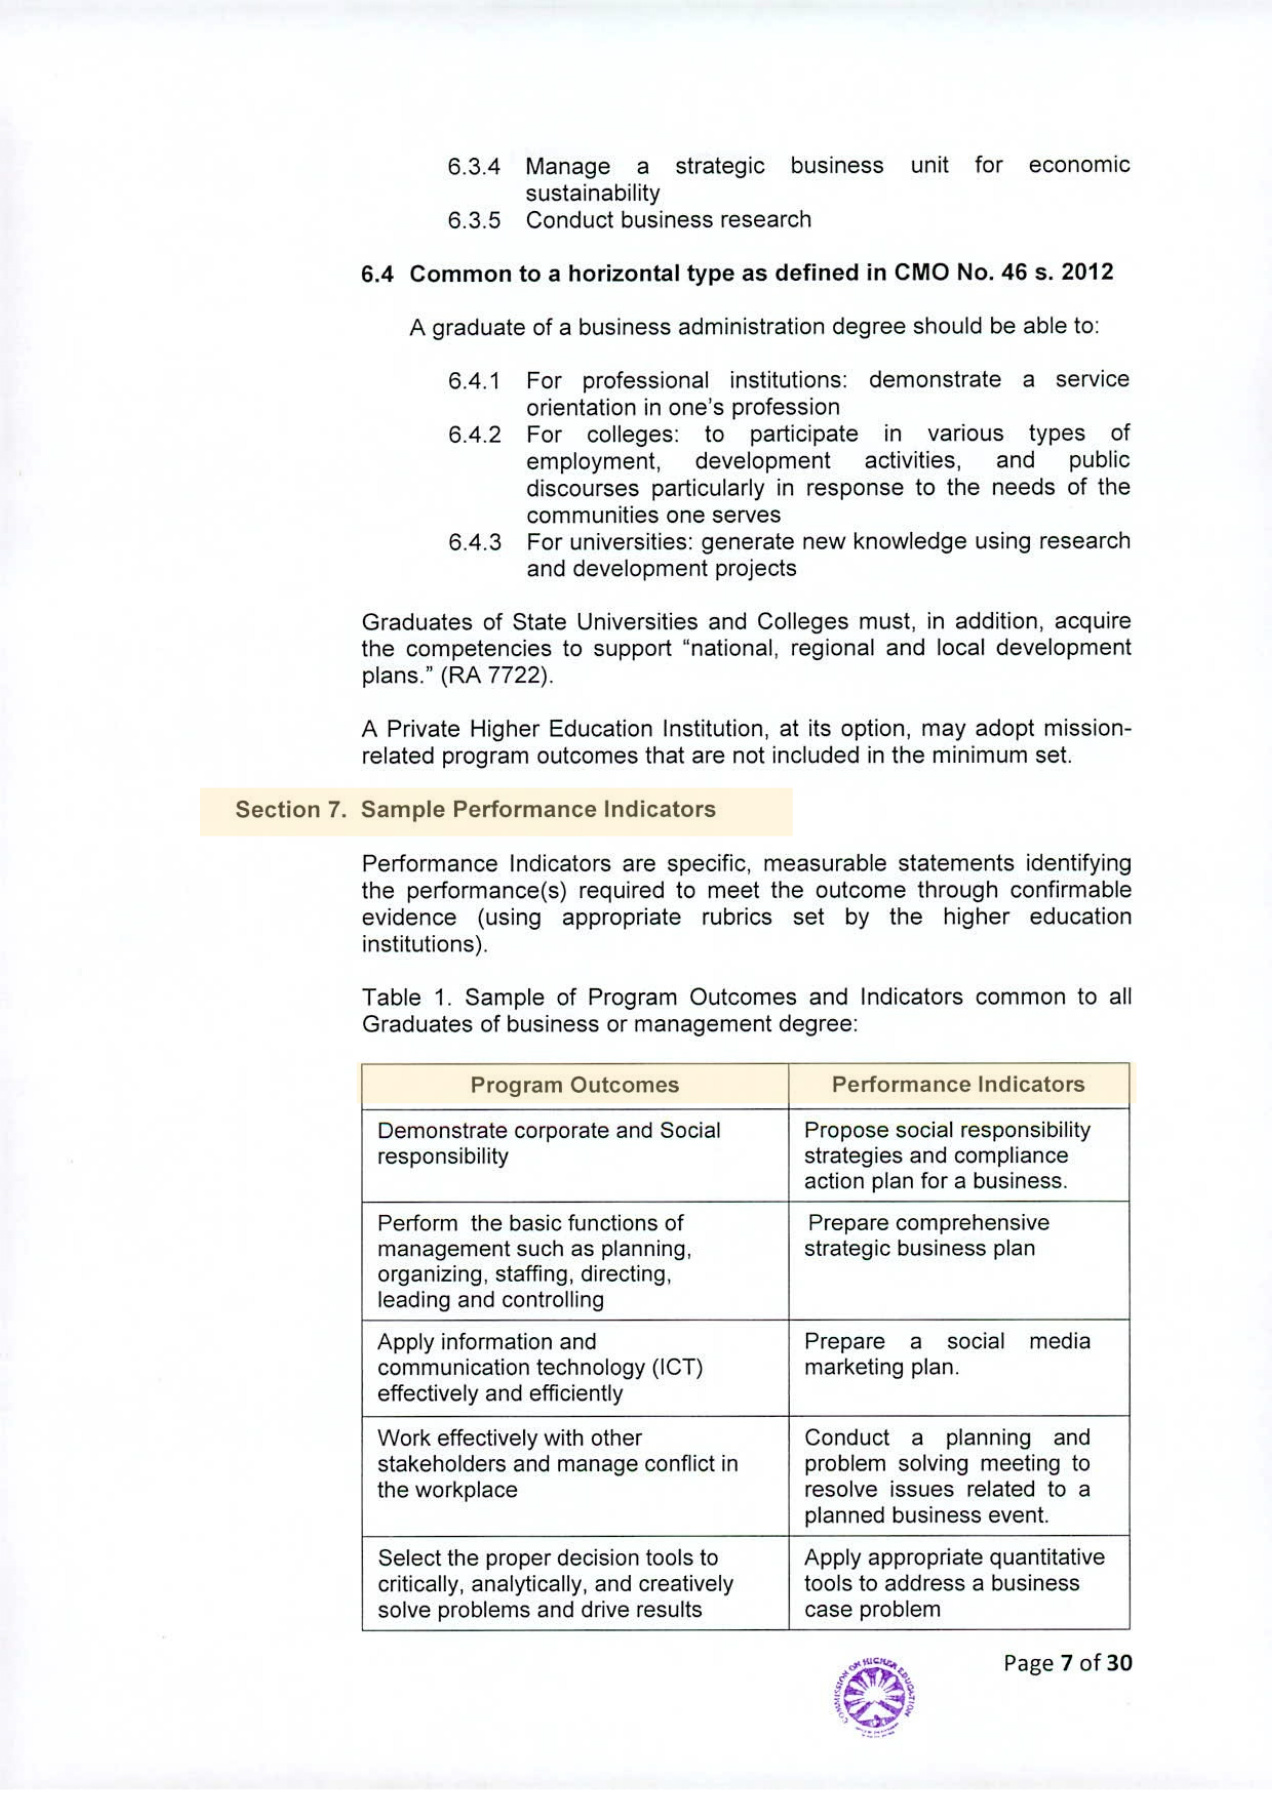 6.3.4 Manage a strategic business unit for economic
sustainability
6.3.5 Conduct business research
6.4 Common to a horizontal type as defined in CMO No. 46 s. 2012
A graduate of a business administration degree should be able to:
6.4.1 For professional institutions: demonstrate a service
orientation in one's profession
6.4.2 For colleges: to participate in various types of
employment, development activities, and public
discourses particularly in response to the needs of the
communities one serves
6.4.3 For universities: generate new knowledge using research
and development projects
Graduates of State Universities and Colleges must, in addition, acquire
the competencies to support “national, regional and local development
plans.” (RA 7722).
A Private Higher Education Institution, at its option, may adopt mission-
related program outcomes that are not included in the minimum set.
Section 7. Sample Performance Indicators
Performance Indicators are specific, measurable statements identifying
the performance(s) required to meet the outcome through confirmable
evidence (using appropriate rubrics set by the higher education
institutions).
Table 1. Sample of Program Outcomes and Indicators common to all
Graduates of business or management degree:
Program Outcomes
Performance Indicators
Demonstrate corporate and Social
responsibility
Propose social responsibility
strategies and compliance
action plan for a business.
Perform the basic functions of
management such as planning,
organizing, staffing, directing,
leading and controlling
Prepare comprehensive
strategic business plan
Apply information and
communication technology (ICT)
effectively and efficiently
Prepare a social media
marketing plan.
Work effectively with other
stakeholders and manage conflict in
the workplace
Conduct a planning and
problem solving meeting to
resolve issues related to a
planned business event.
Select the proper decision tools to
critically, analytically, and creatively
solve problems and drive results
Apply appropriate quantitative
tools to address a business
case problem
Page 7 of 30
COMMISSION ON HIGHER EDUCATION